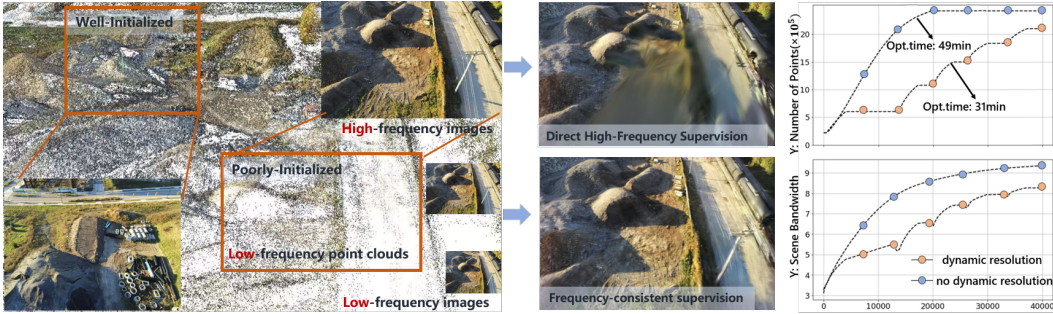 Well-Initialized
High-frequency images
Poorly-Initialized
Low-frequency point clouds
Low-frequency images
Direct High-Frequency Supervision
Frequency-consistent supervision
Y: Number of Points(×10⁵)
20
15
10
5
0
Opt.time: 49min
Opt.time: 31min
Y: Scene Bandwidth
9
8
7
6
5
4
3
dynamic resolution
no dynamic resolution
0
10000
20000
30000
40000